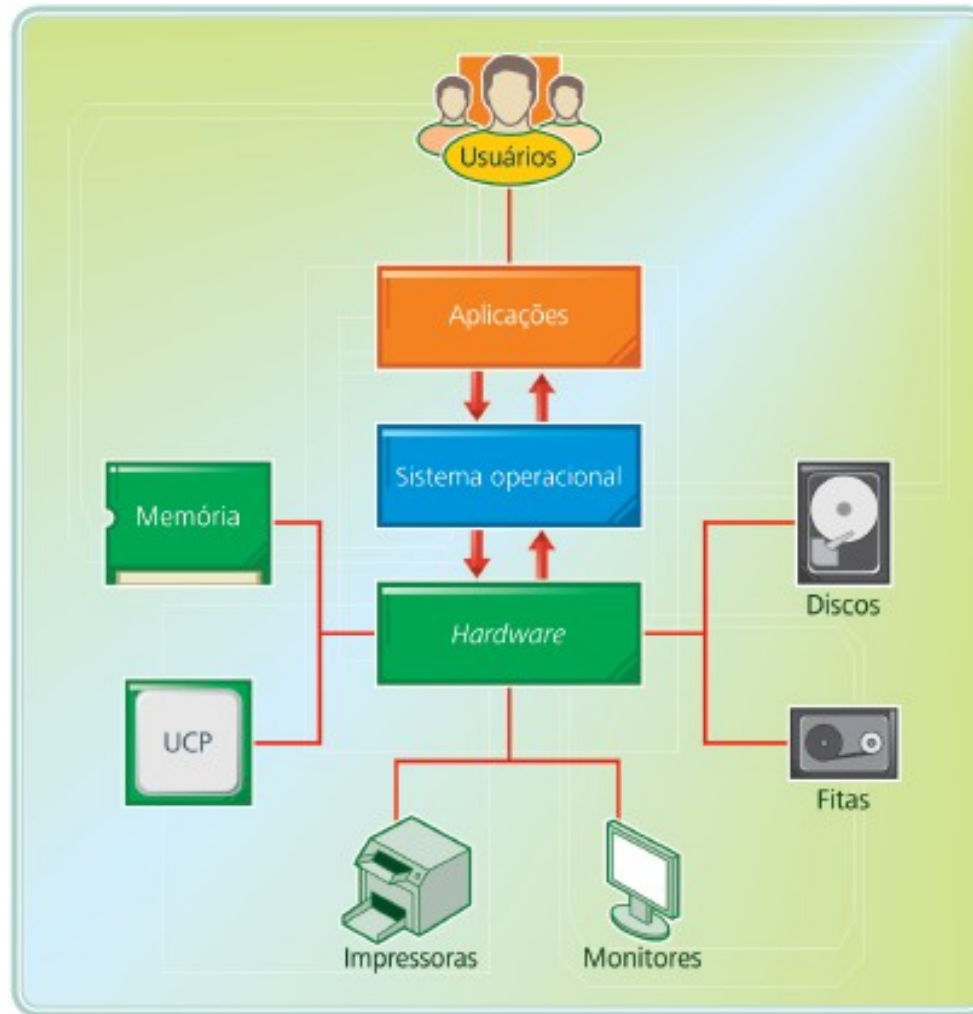 Usuários
Aplicações
Sistema operacional
Memória
Hardware
Discos
UCP
Fitas
Impressoras
Monitores